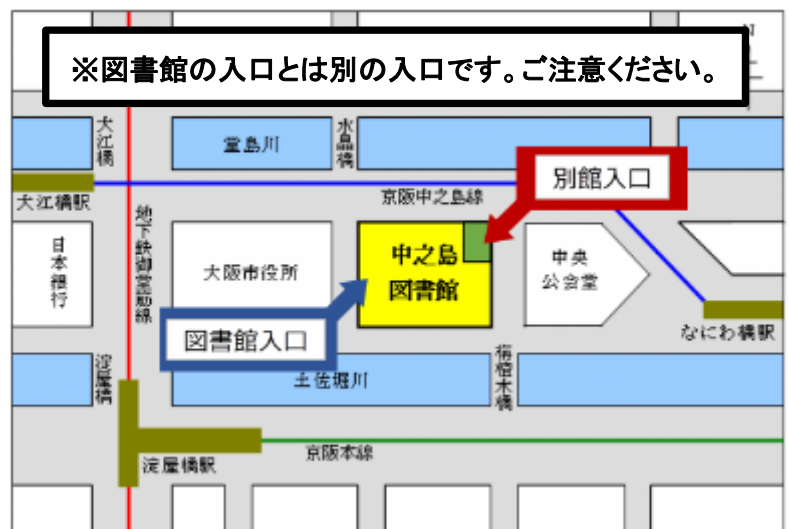 ※図書館の入口とは別の入口です。ご注意ください。
N
大江橋
堂島川
水晶橋
別館入口
大江橋駅
京阪中之島線
地下鉄御堂筋線
日本銀行
大阪市役所
中之島
図書館
中央
公会堂
図書館入口
なにわ橋駅
淀屋橋
土佐堀川
栴檀木橋
淀屋橋駅
京阪本線